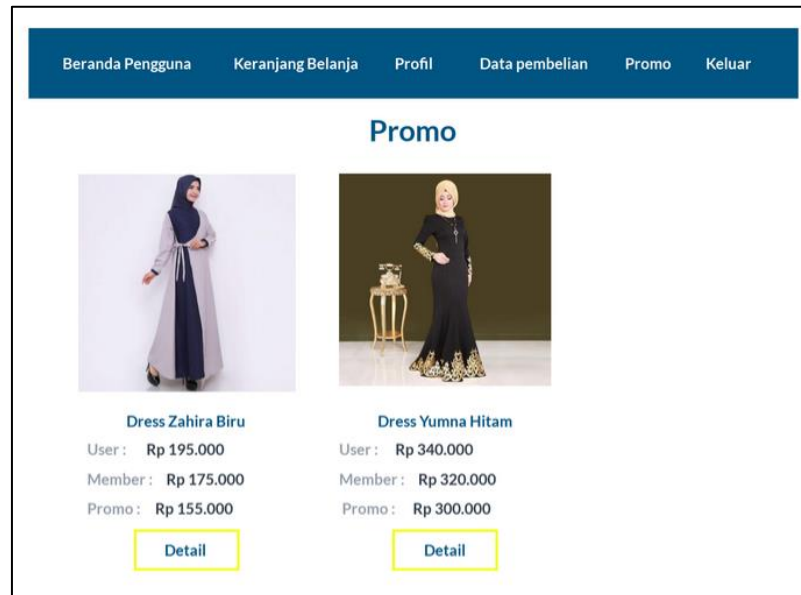 Beranda Pengguna Keranjang Belanja Profil Data pembelian Promo Keluar
Promo
Dress Zahira Biru
User : Rp 195.000
Member : Rp 175.000
Promo : Rp 155.000
Detail
Dress Yumna Hitam
User : Rp 340.000
Member : Rp 320.000
Promo : Rp 300.000
Detail